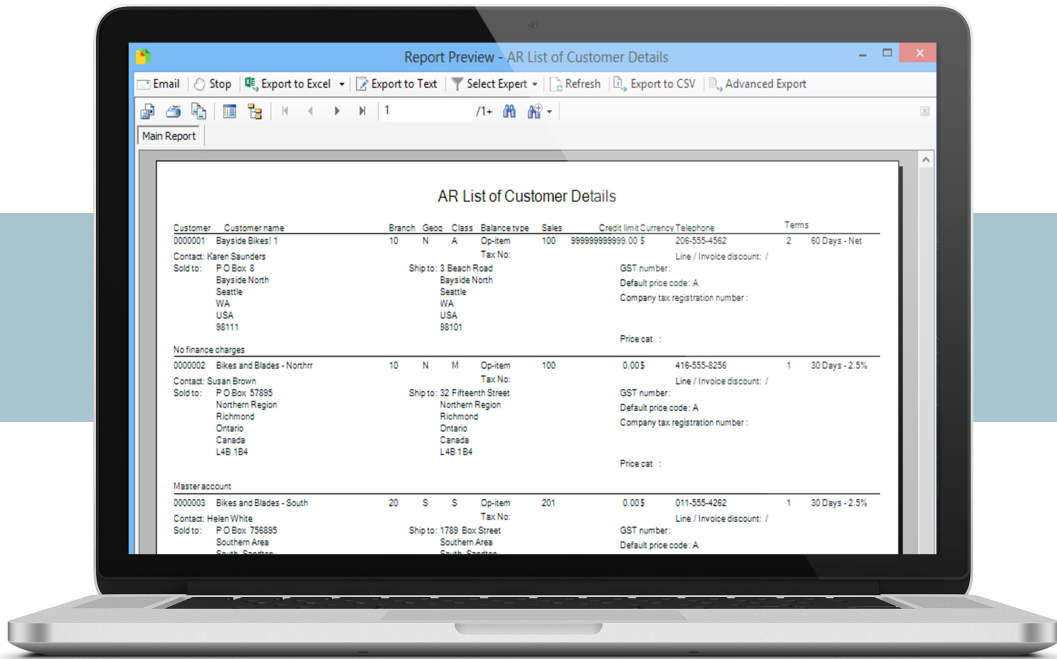 Report Preview - AR List of Customer Details
Email Stop Export to Excel Export to Text Select Expert Refresh Export to CSV Advanced Export
1 /1+
Main Report
AR List of Customer Details
Customer Customer name Branch Geog Class Balance type Sales Credit limit Currency Telephone Terms
0000001 Bayside Bikes! 1 10 N A Op-item 100 999999999999.00 $ 206-555-4562 2 60 Days - Net
Contact: Karen Saunders Tax No: Line / Invoice discount: /
Sold to: P O Box 8 Ship to: 3 Beach Road GST number:
Bayside North Bayside North Default price code: A
Seattle Seattle
WA WA Company tax registration number :
USA USA
98111 98101
Price cat :
No finance charges
0000002 Bikes and Blades - Northrr 10 N M Op-item 100 0.00 $ 416-555-8256 1 30 Days - 2.5%
Contact: Susan Brown Tax No: Line / Invoice discount: /
Sold to: P O Box 57895 Ship to: 32 Fifteenth Street GST number:
Northern Region Northern Region Default price code: A
Richmond Richmond
Ontario Ontario Company tax registration number :
Canada Canada
L4B 1B4 L4B 1B4
Price cat :
Master account
0000003 Bikes and Blades - South 20 S S Op-item 201 0.00 $ 011-555-4262 1 30 Days - 2.5%
Contact: Helen White Tax No: Line / Invoice discount: /
Sold to: P O Box 756895 Ship to: 1789 Box Street GST number:
Southern Area Southern Area Default price code: A